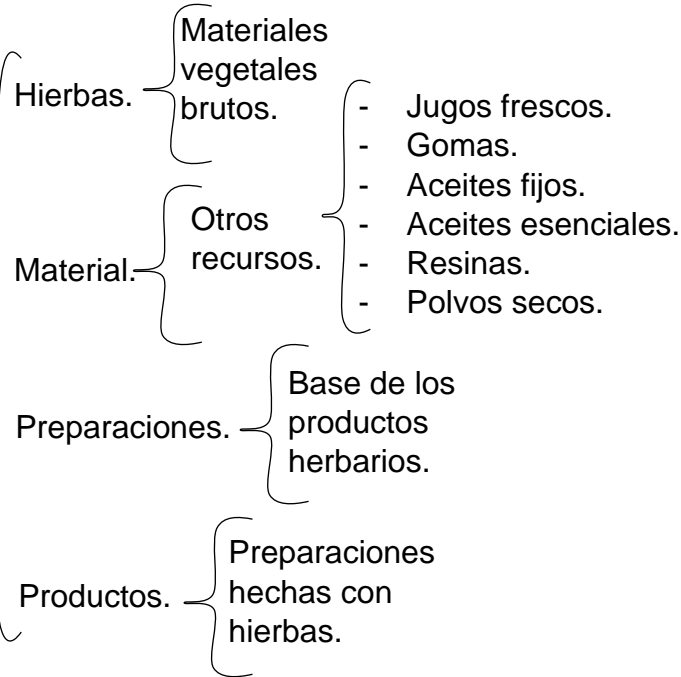 Hierbas.
Materiales
vegetales
brutos.
Material.
Otros
recursos.
- Jugos frescos.
- Gomas.
- Aceites fijos.
- Aceites esenciales.
- Resinas.
- Polvos secos.
Preparaciones.
Base de los
productos
herbarios.
Productos.
Preparaciones
hechas con
hierbas.